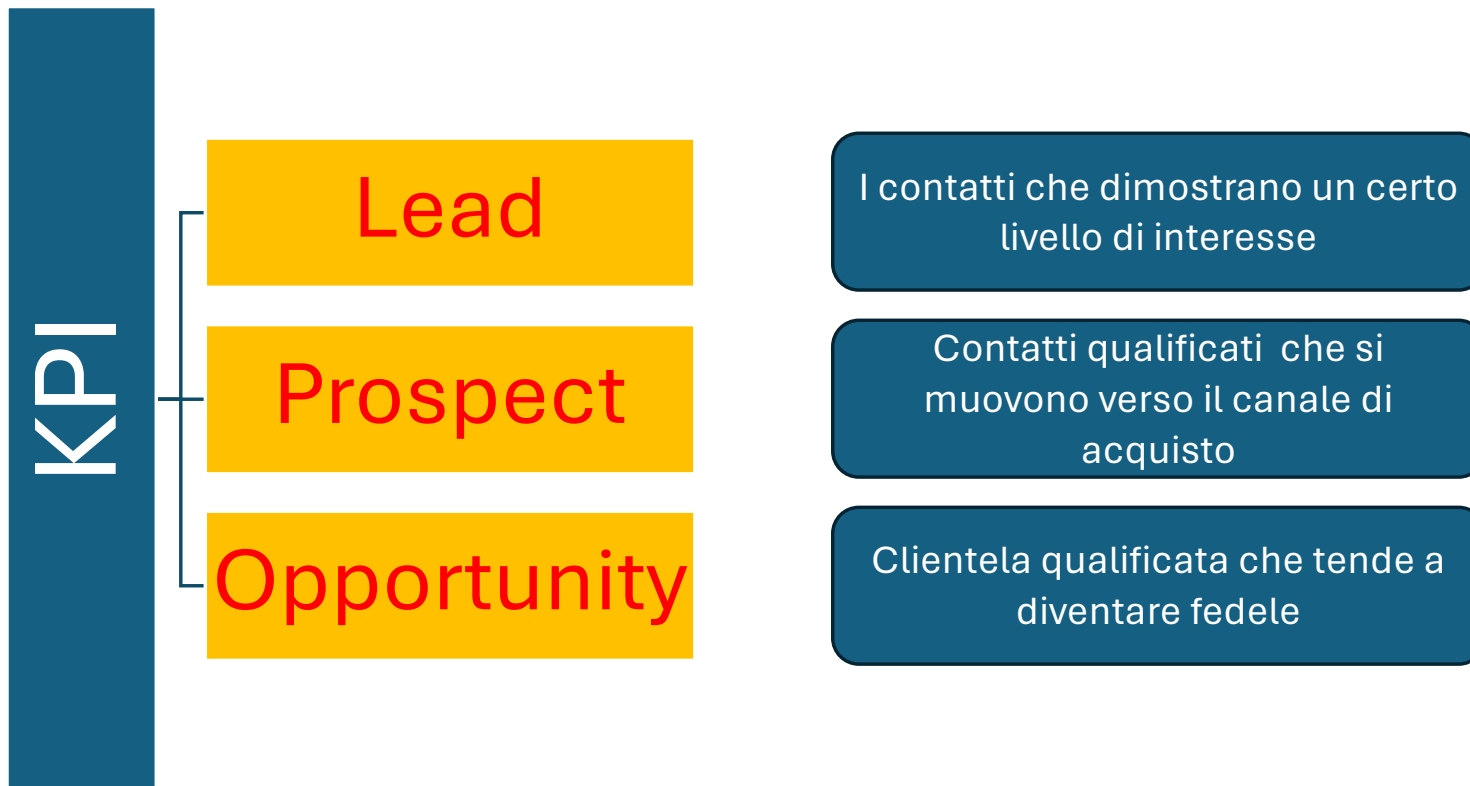 KPI
Lead
I contatti che dimostrano un certo
livello di interesse
Prospect
Contatti qualificati  che si
muovono verso il canale di
acquisto
Opportunity
Clientela qualificata che tende a
diventare fedele